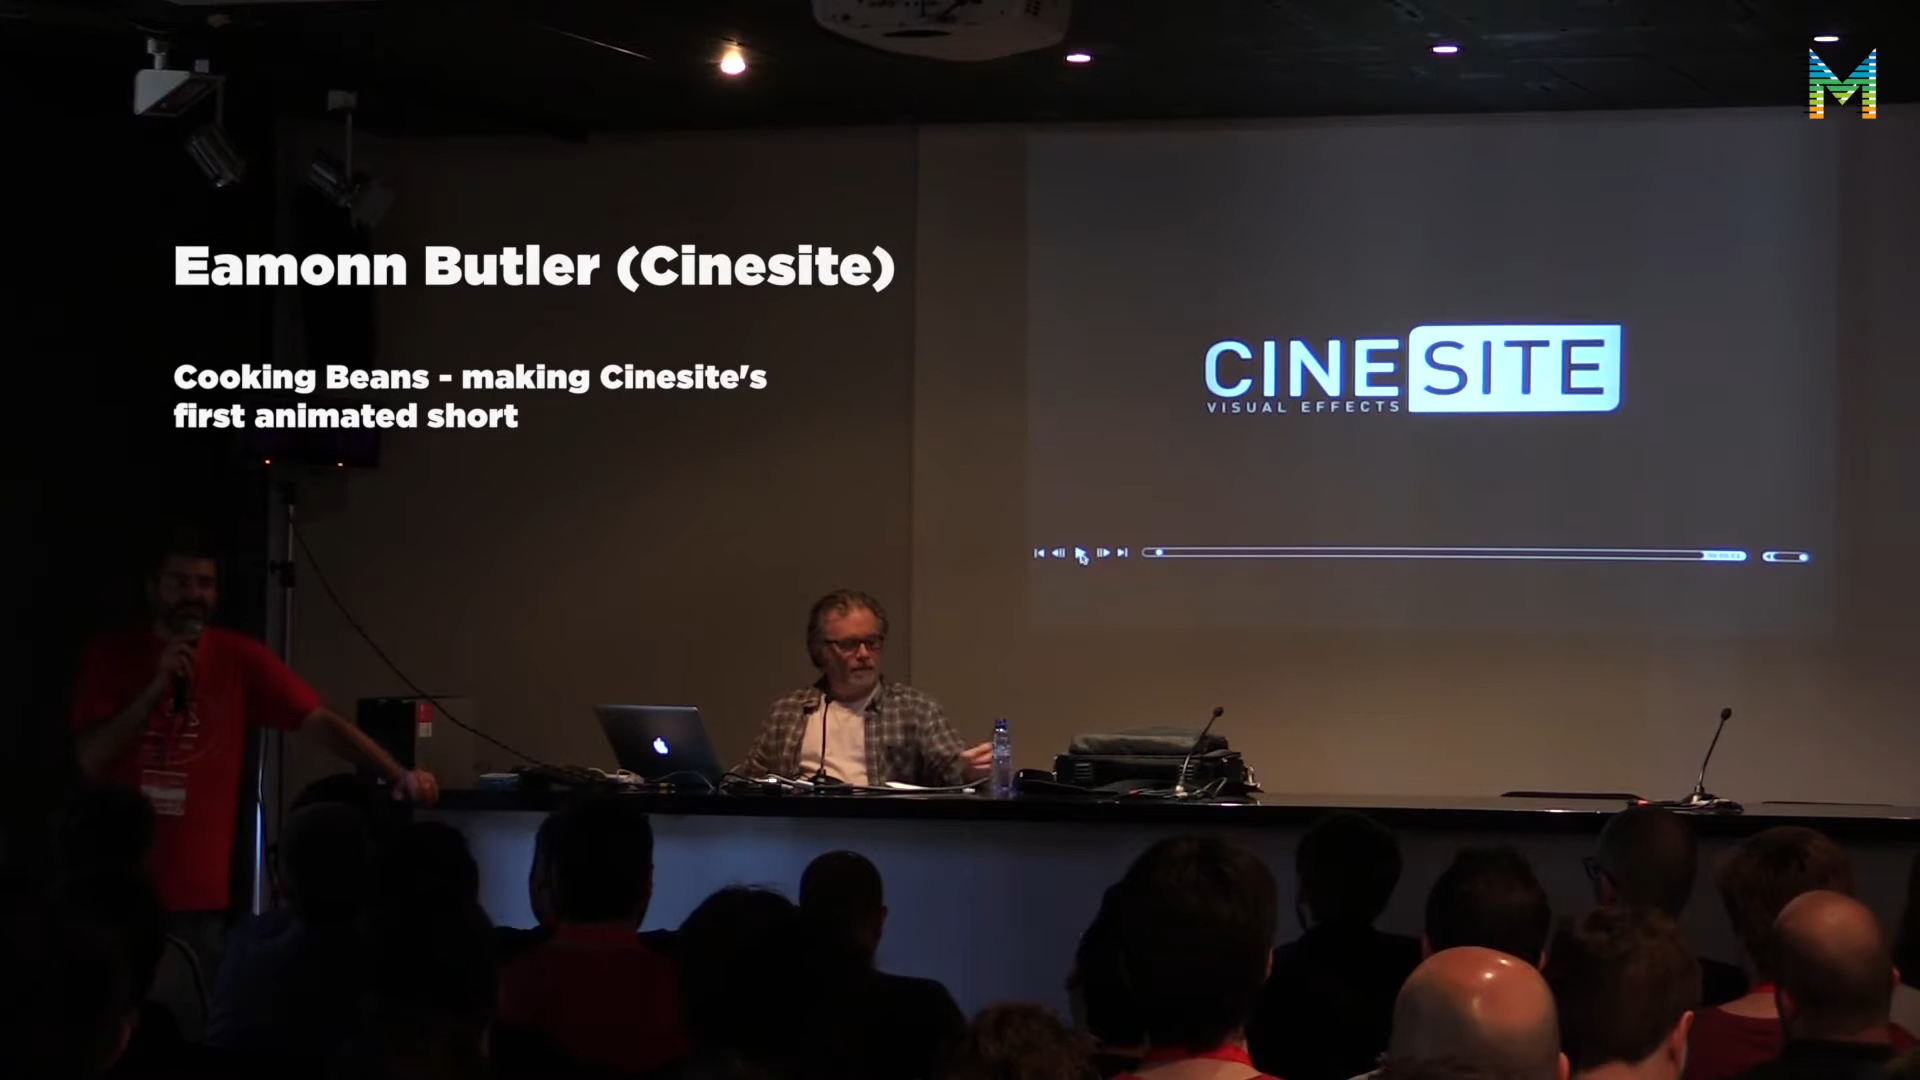 Eamonn Butler (Cinesite)
Cooking Beans - making Cinesite's
first animated short
CINESITE
VISUAL EFFECTS
M